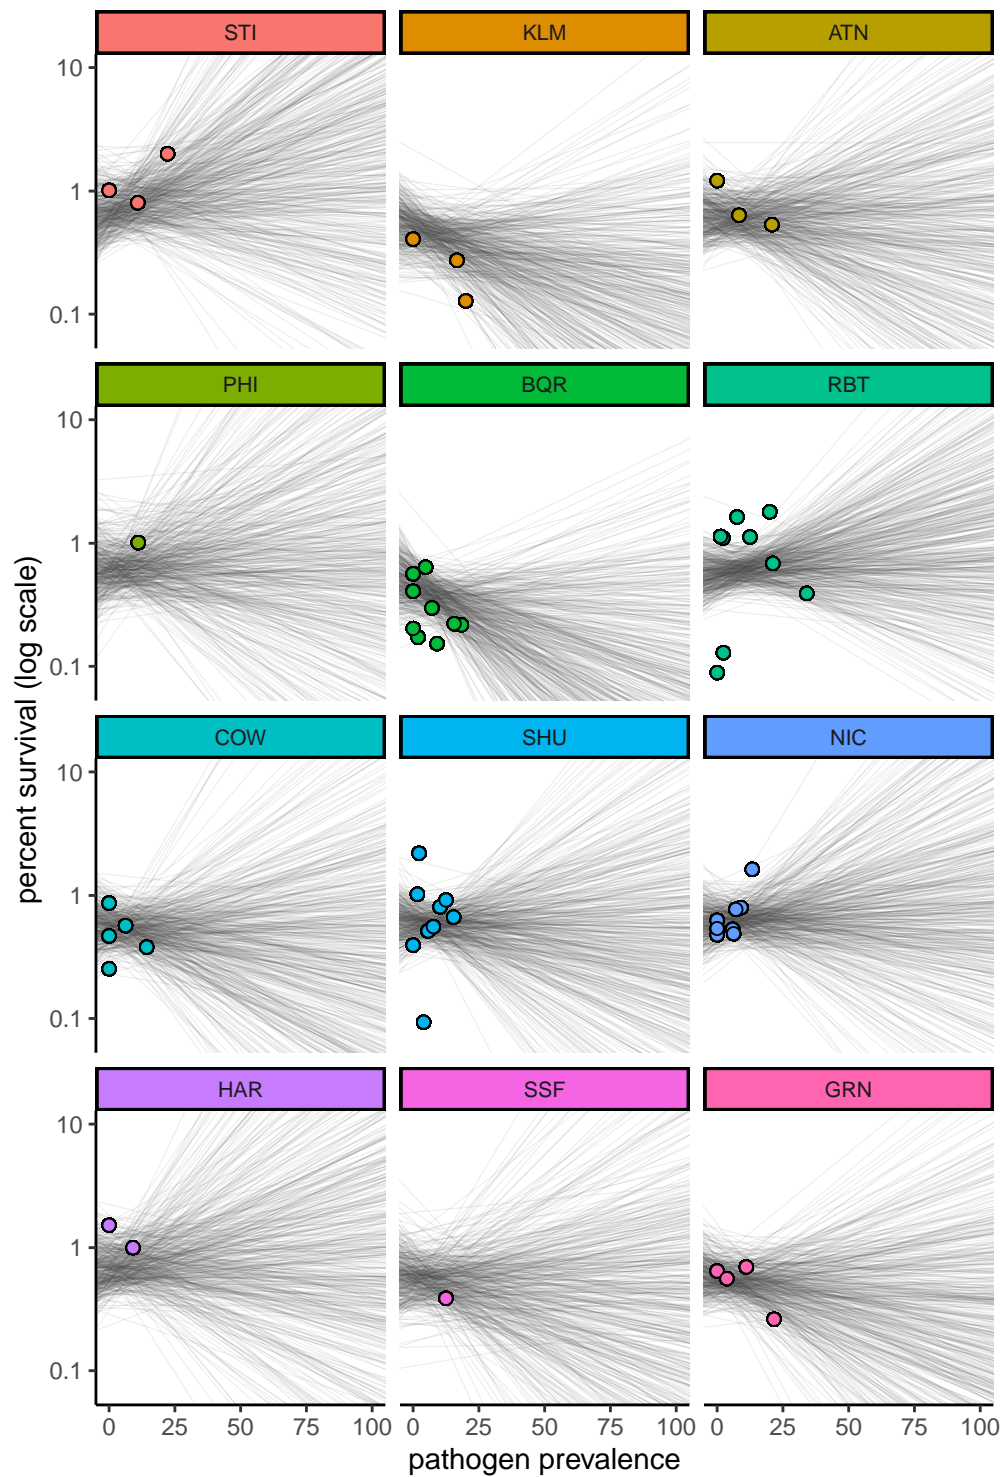 STI KLM ATN
10
1
0.1
PHI BQR RBT
10
1
0.1
COW SHU NIC
10
1
0.1
HAR SSF GRN
10
1
0.1
0 25 50 75 100 0 25 50 75 100 0 25 50 75 100
pathogen prevalence
percent survival (log scale)